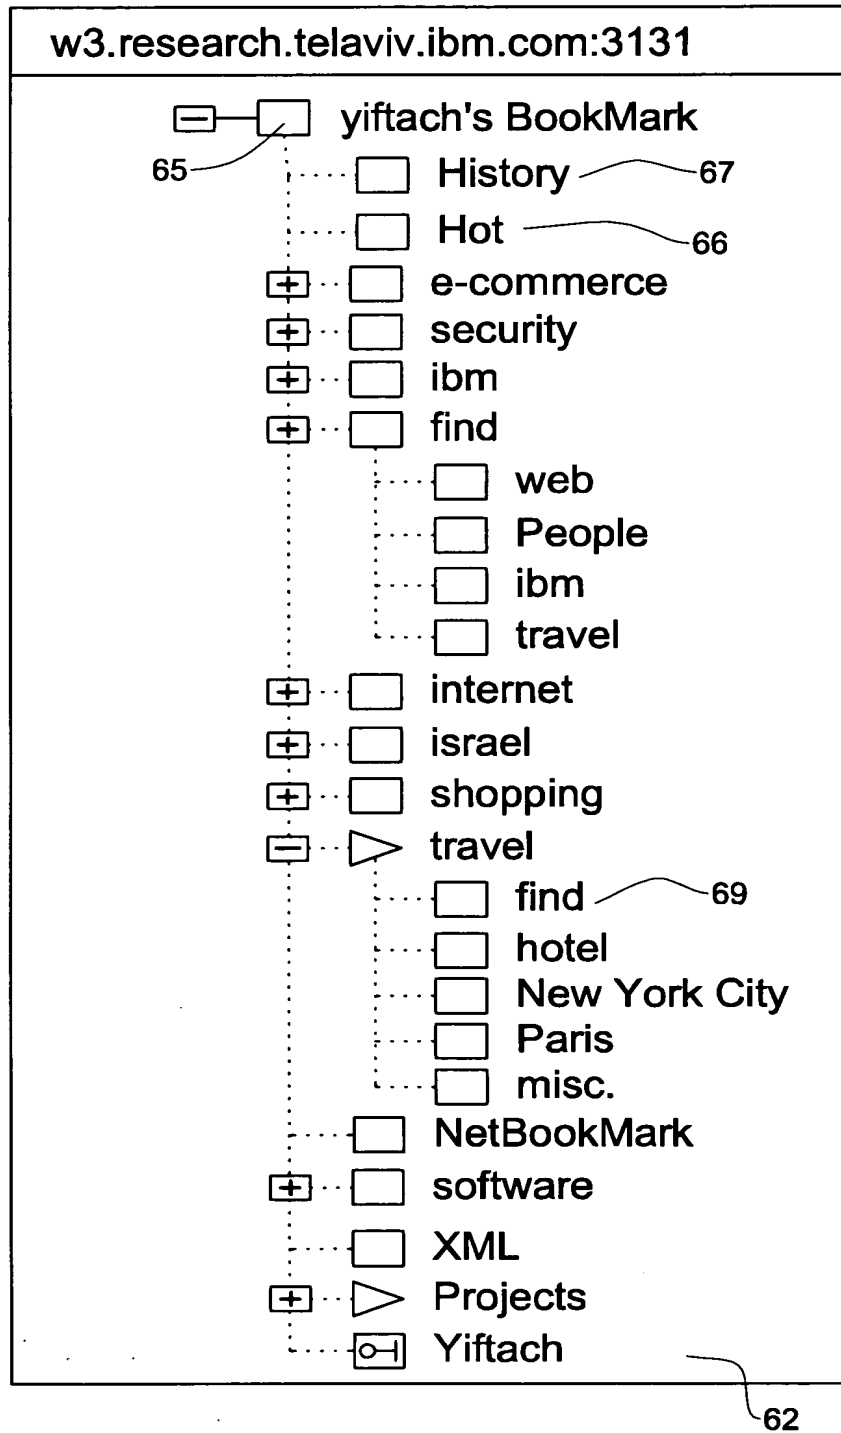 w3.research.telaviv.ibm.com:3131
yiftach's BookMark
65
History 67
Hot 66
e-commerce
security
ibm
find
web
People
ibm
travel
internet
israel
shopping
travel
find 69
hotel
New York City
Paris
misc.
NetBookMark
software
XML
Projects
Yiftach
62